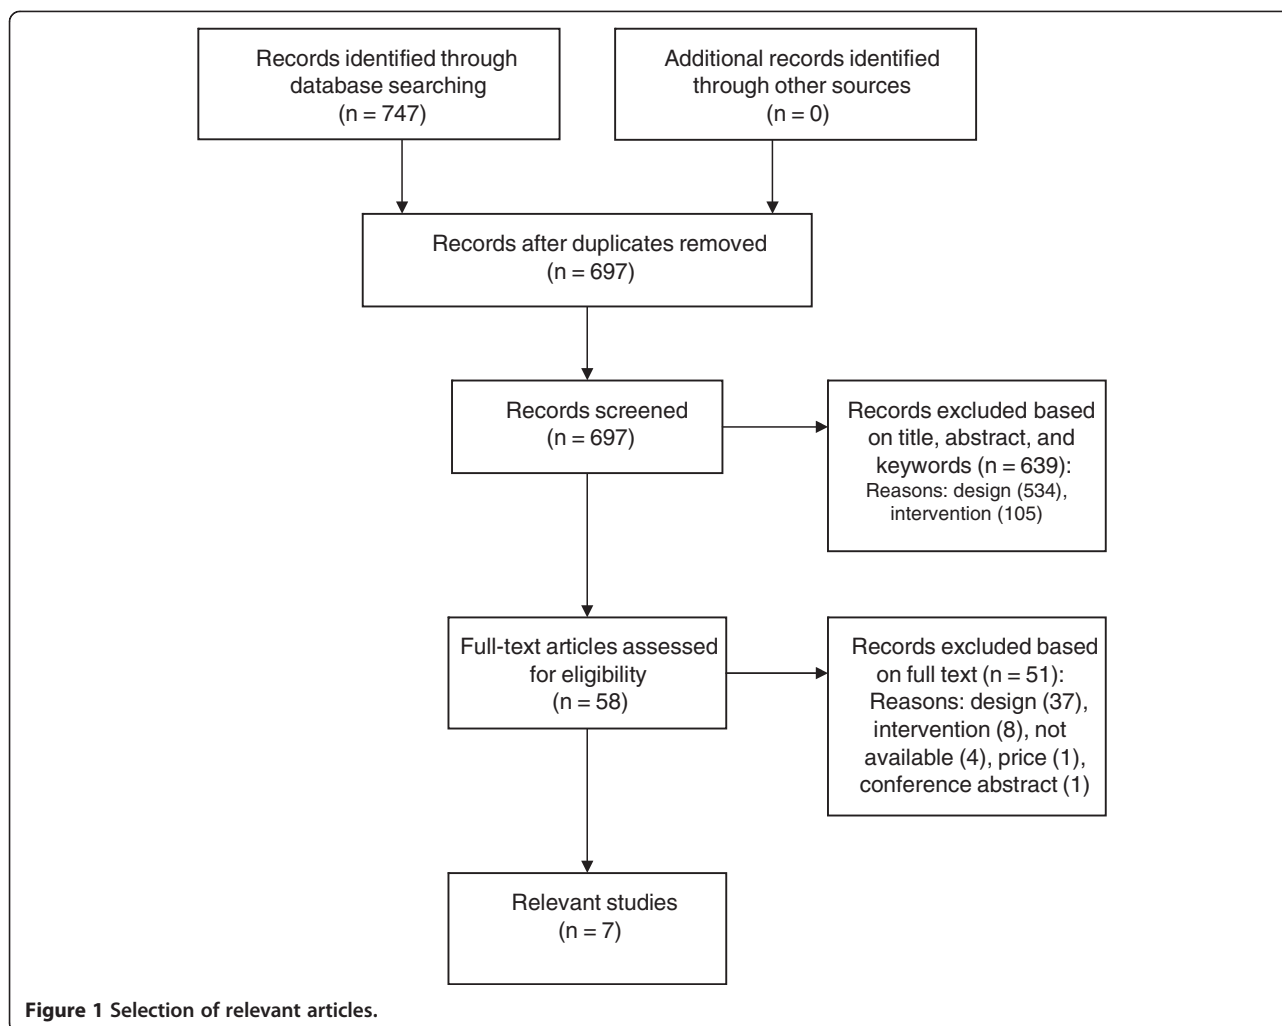 Records identified through
database searching
(n = 747)
Additional records identified
through other sources
(n = 0)
Records after duplicates removed
(n = 697)
Records screened
(n = 697)
Records excluded based
on title, abstract, and
keywords (n = 639):
Reasons: design (534),
intervention (105)
Full-text articles assessed
for eligibility
(n = 58)
Records excluded based
on full text (n = 51):
Reasons: design (37),
intervention (8), not
available (4), price (1),
conference abstract (1)
Relevant studies
(n = 7)
Figure 1 Selection of relevant articles.